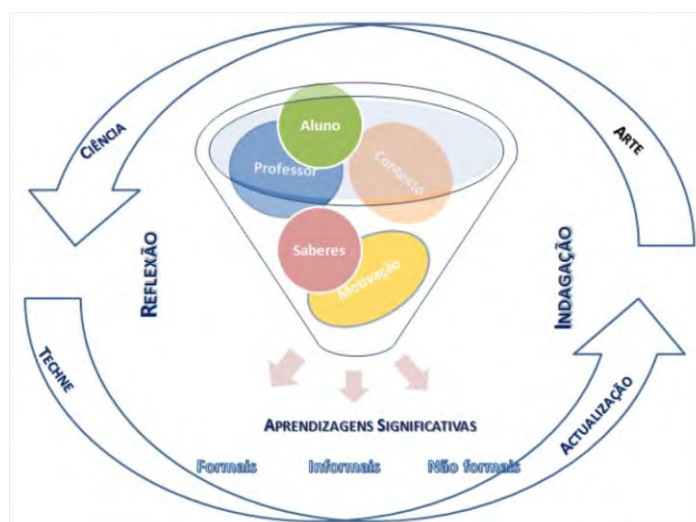 Aluno
CIÊNCIA
ARTE
Professor
Contexto
Saberes
REFLEXÃO
INDAGAÇÃO
Motivação
TECHNE
ACTUALIZAÇÃO
APRENDIZAGENS SIGNIFICATIVAS
Formais Informais Não formais